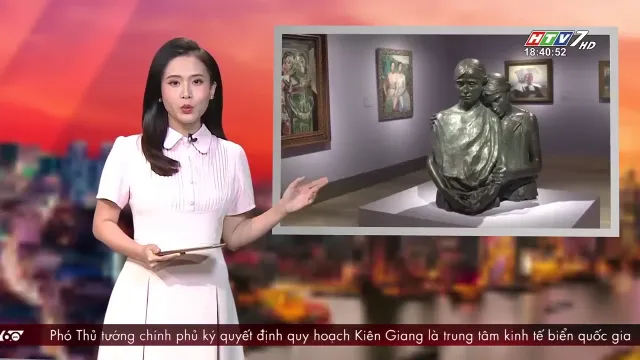 HTV7 HD
18:40:52
60
Phó Thủ tướng chính phủ ký quyết định quy hoạch Kiên Giang là trung tâm kinh tế biển quốc gia